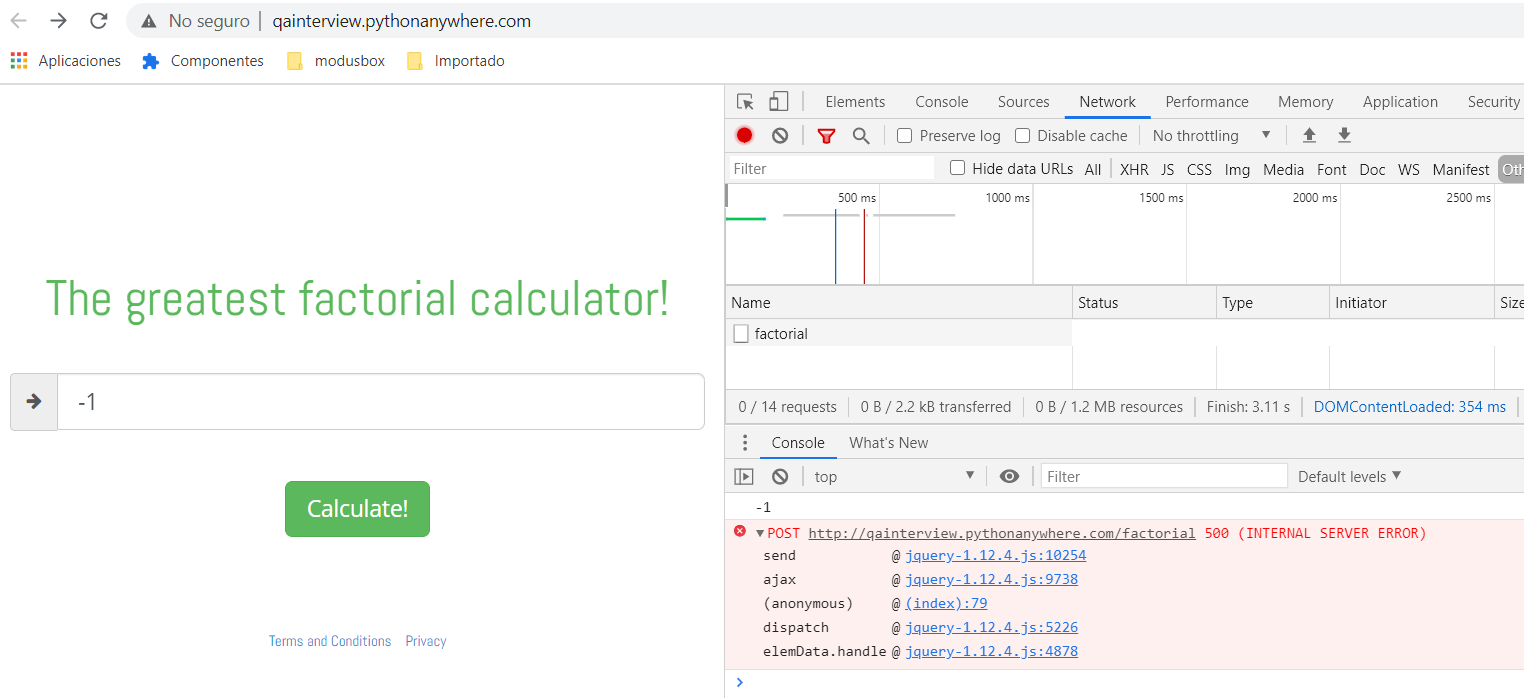 No seguro | qainterview.pythonanywhere.com
Aplicaciones Componentes modusbox Importado
The greatest factorial calculator!
-1
Calculate!
Terms and Conditions Privacy
Elements Console Sources Network Performance Memory Application Security
Preserve log Disable cache No throttling
Filter Hide data URLs All XHR JS CSS Img Media Font Doc WS Manifest Oth
500 ms 1000 ms 1500 ms 2000 ms 2500 ms
Name Status Type Initiator Size
factorial
0 / 14 requests 0 B / 2.2 kB transferred 0 B / 1.2 MB resources Finish: 3.11 s DOMContentLoaded: 354 ms
Console What's New
top Filter Default levels
-1
POST http://qainterview.pythonanywhere.com/factorial 500 (INTERNAL SERVER ERROR)
send @ jquery-1.12.4.js:10254
ajax @ jquery-1.12.4.js:9738
(anonymous) @ (index):79
dispatch @ jquery-1.12.4.js:5226
elemData.handle @ jquery-1.12.4.js:4878